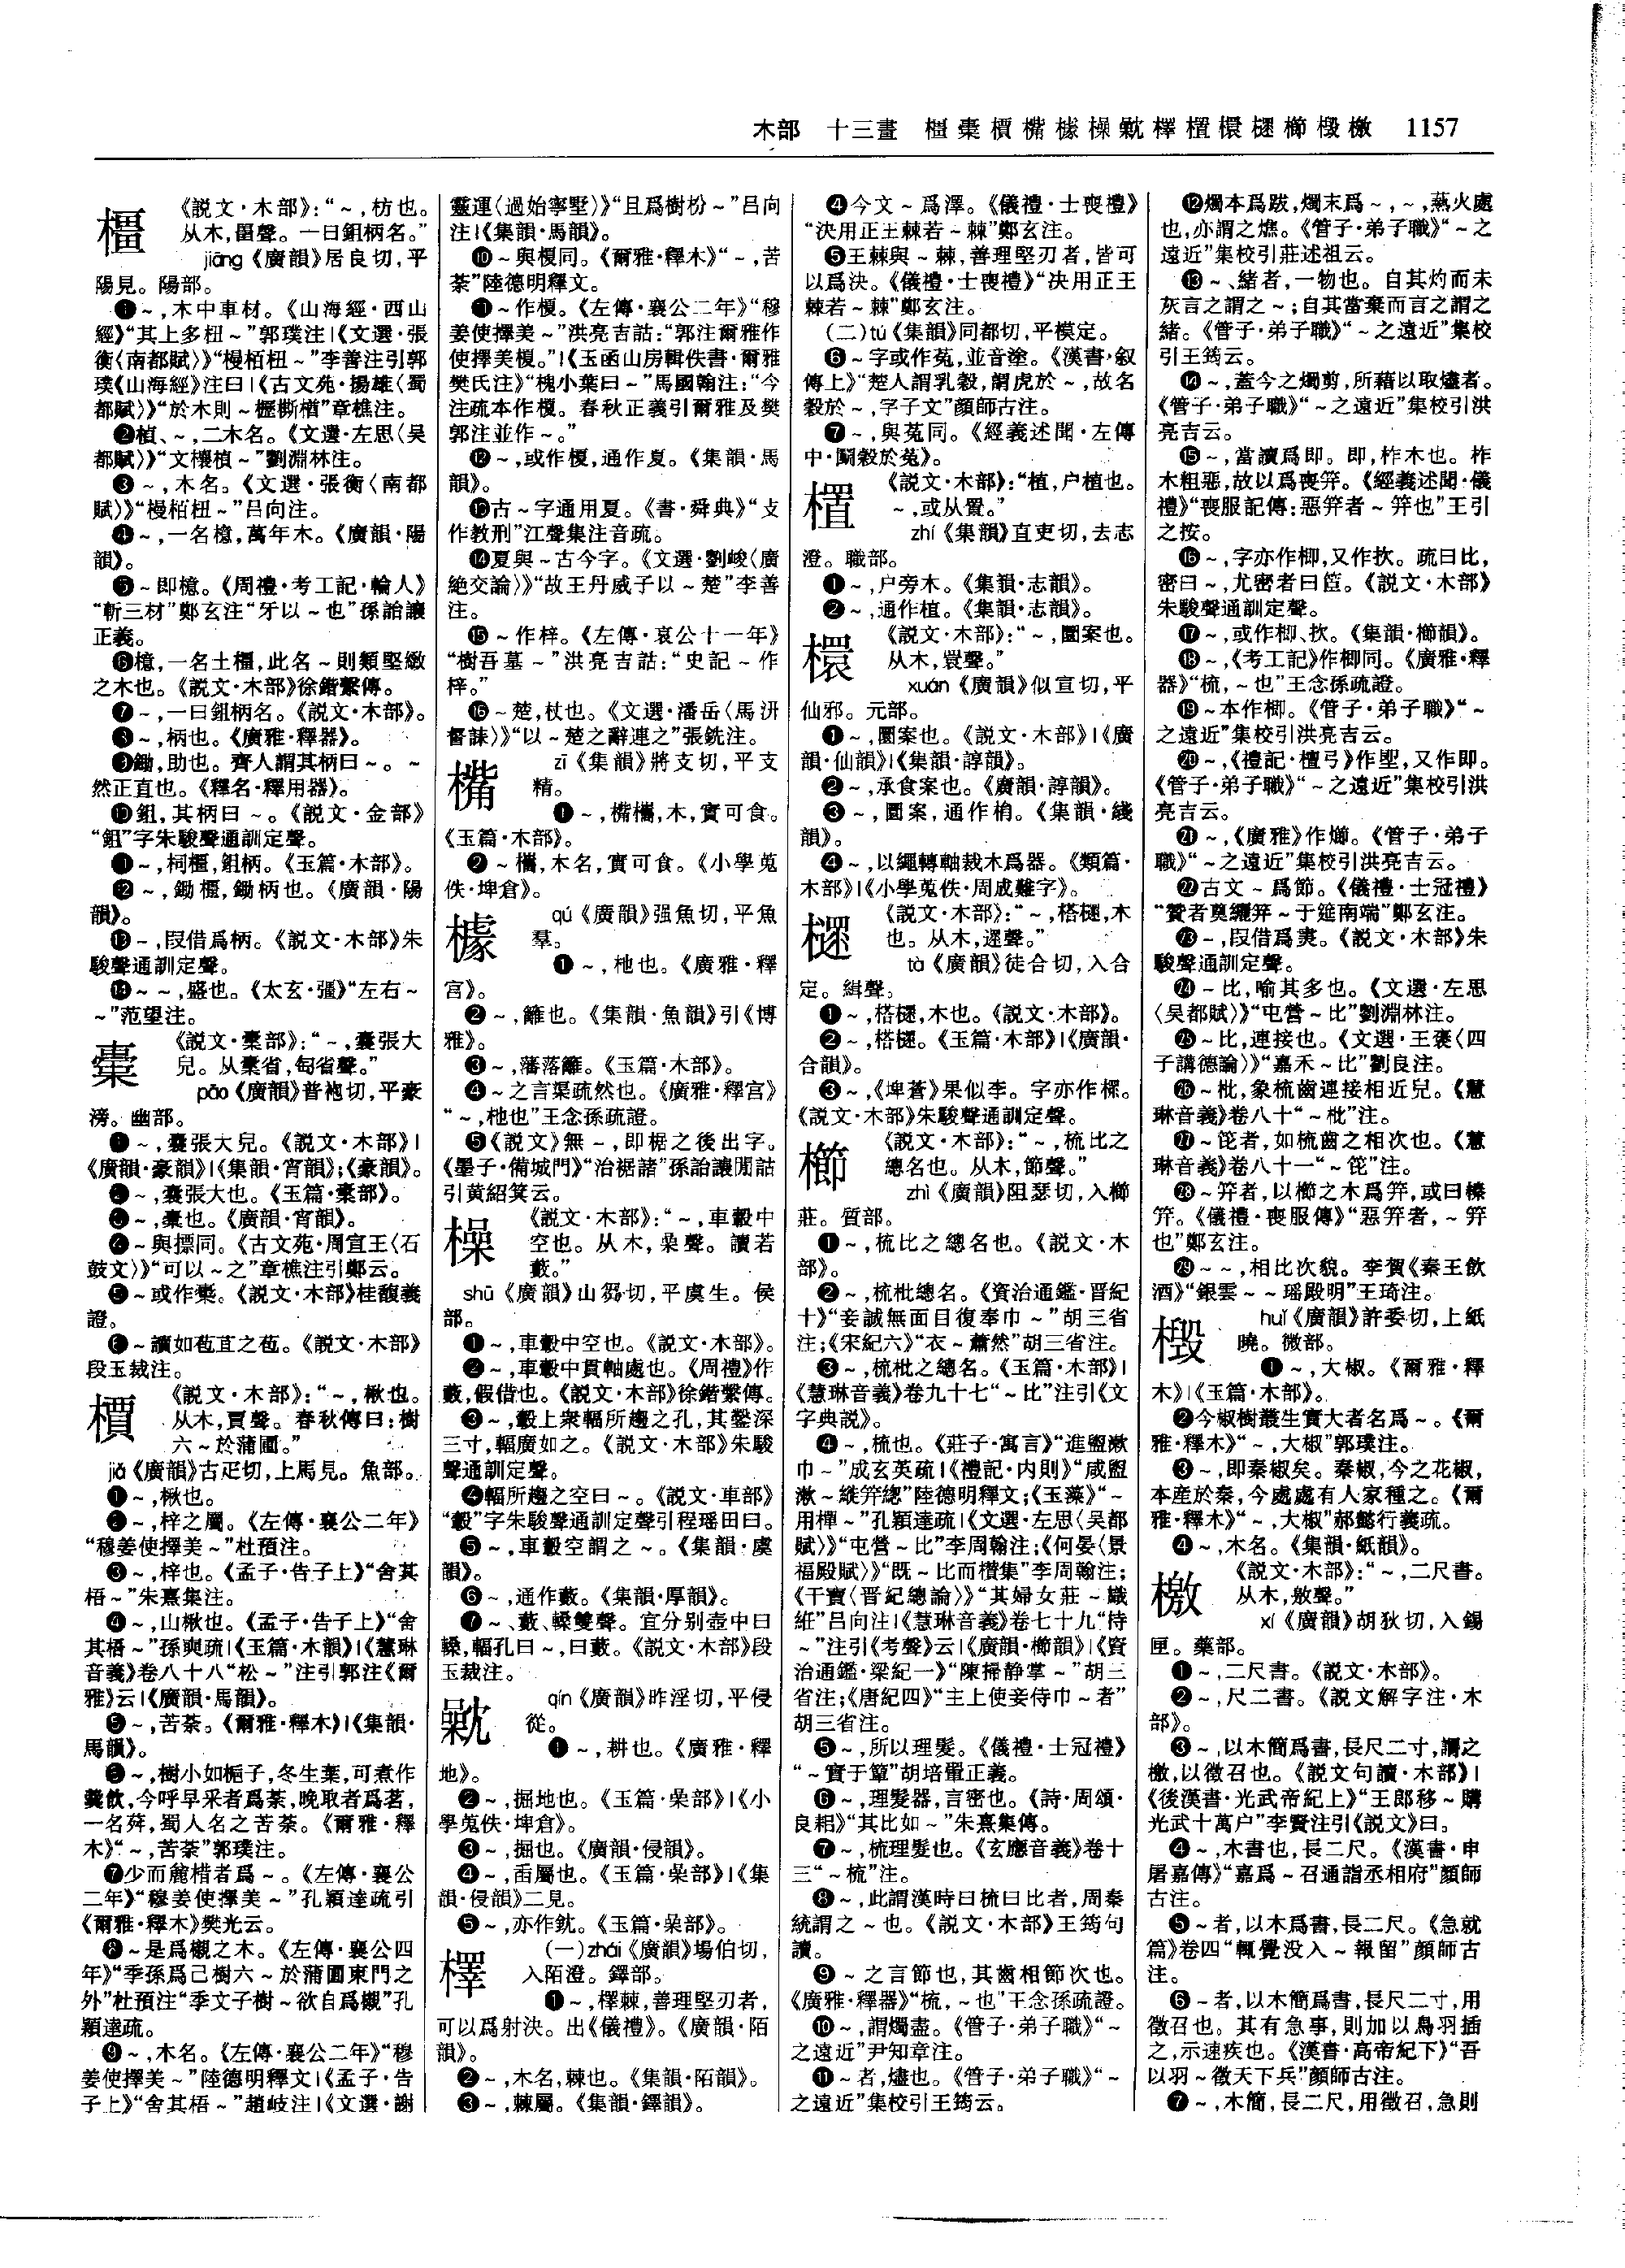 木部　十三畫　橿橐檟檇據橾㯲檡櫃檈㯓櫛檓檄　1157
《説文·木部》：“～，枋也。
从木，畺聲。一曰鉏柄名。”
橿
jiāng《廣韻》居良切，平
陽見。陽部。
❶～，木中車材。《山海經·西山
經》“其上多杻～”郭璞注|《文選·張
衡〈南都賦〉》“楈枒～”李善注引郭
璞《山海經》注曰|《古文苑·揚雄〈蜀
都賦〉》“於木則～櫪㯕楢”章樵注。
❷楨、～，二木名。《文選·左思〈吳
都賦〉》“文欀楨～”劉淵林注。
❸～，木名。《文選·張衡〈南都
賦〉》“槾栢杻～”吕向注。
❹～，一名檍，萬年木。《廣韻·陽
韻》。
❺～即檍。《周禮·考工記·輪人》
“斬三材”鄭玄注“牙以～也”孫詒讓
正義。
❻檍，一名土橿，此名～則類堅緻
之木也。《説文·木部》徐鍇繫傳。
❼～，一曰鉏柄名。《説文·木部》。
❽～，柄也。《廣雅·釋器》。
❾鋤，助也。齊人謂其柄曰～。～
然正直也。《釋名·釋用器》。
❿鉏，其柄曰～。《説文·金部》
“鉏”字朱駿聲通訓定聲。
⓫～，柯橿，鉏柄。《玉篇·木部》。
⓬～，鋤橿，鋤柄也。《廣韻·陽
韻》。
⓭～，叚借爲柄。《説文·木部》朱
駿聲通訓定聲。
⓮～～，盛也。《太玄·彊》“左右～
～”范望注。
《説文·㯻部》：“～，囊張大
皃。从㯻省，匋省聲。”
pāo《廣韻》普袍切，平豪
滂。幽部。
❶～，囊張大皃。《説文·木部》|
《廣韻·豪韻》|《集韻·宵韻》；《豪韻》。
❷～，囊張大也。《玉篇·㯻部》。
❸～，橐也。《廣韻·宵韻》。
❹～與摽同。《古文苑·周宣王〈石
鼓文〉》“可以～之”章樵注引鄭云。
❺～或作㯱。《説文·木部》桂馥義
證。
❻～讀如苞苴之苞。《説文·木部》
段玉裁注。
《説文·木部》：“～，楸也。
从木，賈聲。春秋傳曰：樹
檟
六～於蒲圃。”
jiǎ《廣韻》古疋切，上馬見。魚部。
❶～，楸也。
❷～，梓之屬。《左傳·襄公二年》
“穆姜使擇美～”杜預注。
❸～，梓也。《孟子·告子上》“舍其
梧～”朱熹集注。
❹～，山楸也。《孟子·告子上》“舍
其梧～”孫奭疏|《玉篇·木韻》|《慧琳
音義》卷八十八“松～”注引郭注《爾
雅》云|《廣韻·馬韻》。
❺～，苦荼。《爾雅·釋木》|《集韻·
馬韻》。
❻～，樹小如梔子，冬生葉，可煮作
羹飲，今呼早采者爲荼，晚取者爲茗，
一名荈，蜀人名之苦荼。《爾雅·釋
木》“～，苦荼”郭璞注。
❼少而麄楷者爲～。《左傳·襄公
二年》“穆姜使擇美～”孔穎達疏引
《爾雅·釋木》樊光云。
❽～是爲櫬之木。《左傳·襄公四
年》“季孫爲己樹六～於蒲圃東門之
外”杜預注“季文子樹～欲自爲櫬”孔
穎達疏。
❾～，木名。《左傳·襄公二年》“穆
姜使擇美～”陸德明釋文|《孟子·告
子上》“舍其梧～”趙岐注|《文選·謝
靈運〈過始寧墅〉》“且爲樹枌～”吕向
注|《集韻·馬韻》。
❿～與榎同。《爾雅·釋木》“～，苦
荼”陸德明釋文。
⓫～作榎。《左傳·襄公二年》“穆
姜使擇美～”洪亮吉詁：“郭注爾雅作
使擇美榎。”|《玉函山房輯佚書·爾雅
樊氏注》“槐小葉曰～”馬國翰注：“今
注疏本作榎。春秋正義引爾雅及樊
郭注並作～。”
⓬～，或作榎，通作夏。《集韻·馬
韻》。
⓭古～字通用夏。《書·舜典》“攴
作教刑”江聲集注音疏。
⓮夏與～古今字。《文選·劉峻〈廣
絶交論〉》“故王丹威子以～楚”李善
注。
⓯～作梓。《左傳·哀公十一年》
“樹吾墓～”洪亮吉詁：“史記～作
梓。”
⓰～楚，杖也。《文選·潘岳〈馬汧
督誄〉》“以～楚之辭連之”張銑注。
zī《集韻》將支切，平支
精。
❶～，檇㰎，木，實可食。
《玉篇·木部》。
❷～㰎，木名，實可食。《小學蒐
佚·埤倉》。
qú《廣韻》强魚切，平魚
㯫
羣。
❶～，杝也。《廣雅·釋
宫》。
❷～，籬也。《集韻·魚韻》引《博
雅》。
❸～，藩落籬。《玉篇·木部》。
❹～之言渠疏然也。《廣雅·釋宫》
“～，杝也”王念孫疏證。
❺《説文》無～，即椐之後出字。
《墨子·備城門》“治裾諸”孫詒讓閒詁
引黄紹箕云。
《説文·木部》：“～，車轂中
橾
空也。从木，喿聲。讀若
藪。”
shū《廣韻》山芻切，平虞生。侯
部。
❶～，車轂中空也。《説文·木部》。
❷～，車轂中貫軸處也。《周禮》作
藪，假借也。《説文·木部》徐鍇繫傳。
❸～，轂上衆輻所趨之孔，其鑿深
三寸，輻廣如之。《説文·木部》朱駿
聲通訓定聲。
❹輻所趨之空曰～。《説文·車部》
“轂”字朱駿聲通訓定聲引程瑶田曰。
❺～，車轂空謂之～。《集韻·虞
韻》。
❻～，通作藪。《集韻·厚韻》。
❼～、藪、轈雙聲。宜分别壺中曰
轈，輻孔曰～，曰藪。《説文·木部》段
玉裁注。
qín《廣韻》昨淫切，平侵
從。
❶～，耕也。《廣雅·釋
地》。
❷～，掘地也。《玉篇·喿部》|《小
學蒐佚·埤倉》。
❸～，掘也。《廣韻·侵韻》。
❹～，臿屬也。《玉篇·喿部》|《集
韻·侵韻》二見。
❺～，亦作鈂。《玉篇·喿部》。
(一)zhái《廣韻》場伯切，
檡
入陌澄。鐸部。
❶～，檡棘，善理堅刃者，
可以爲射決。出《儀禮》。《廣韻·陌
韻》。
❷～，木名，棘也。《集韻·陌韻》。
❸～，棘屬。《集韻·鐸韻》。
❹今文～爲澤。《儀禮·士喪禮》
“決用正王棘若～棘”鄭玄注。
❺王棘與～棘，善理堅刃者，皆可
以爲決。《儀禮·士喪禮》“決用正王
棘若～棘”鄭玄注。
(二)tú《集韻》同都切，平模定。
❻～字或作菟，並音塗。《漢書·叙
傳上》“楚人謂乳穀，謂虎於～，故名
穀於～，字子文”顔師古注。
❼～，與菟同。《經義述聞·左傳
中·鬭穀於菟》。
《説文·木部》：“植，户植也。
～，或从置。”
㯰
zhí《集韻》直吏切，去志
澄。職部。
❶～，户旁木。《集韻·志韻》。
❷～，通作植。《集韻·志韻》。
《説文·木部》：“～，圜案也。
檈
从木，瞏聲。”
xuán《廣韻》似宣切，平
仙邪。元部。
❶～，圜案也。《説文·木部》|《廣
韻·仙韻》|《集韻·諄韻》。
❷～，承食案也。《廣韻·諄韻》。
❸～，圜案，通作梋。《集韻·綫
韻》。
❹～，以繩轉軸裁木爲器。《類篇·
木部》|《小學蒐佚·周成難字》。
《説文·木部》：“～，㭼㯓，木
㯓
也。从木，遝聲。”
tà《廣韻》徒合切，入合
定。緝聲。
❶～，榙㯓，木也。《説文·木部》。
❷～，榙㯓。《玉篇·木部》|《廣韻·
合韻》。
❸～，《埤蒼》果似李。字亦作樏。
《説文·木部》朱駿聲通訓定聲。
《説文·木部》：“～，梳比之
櫛
總名也。从木，節聲。”
zhì《廣韻》阻瑟切，入櫛
莊。質部。
❶～，梳比之總名也。《説文·木
部》。
❷～，梳枇總名。《資治通鑑·晋紀
十》“妾誠無面目復奉巾～”胡三省
注；《宋紀六》“衣～蕭然”胡三省注。
❸～，梳枇之總名。《玉篇·木部》|
《慧琳音義》卷九十七“～比”注引《文
字典説》。
❹～，梳也。《莊子·寓言》“進盥漱
巾～”成玄英疏|《禮記·内則》“咸盥
漱～縰笄總”陸德明釋文；《玉藻》“～
用樿～”孔穎達疏|《文選·左思〈吴都
賦〉》“屯營～比”李周翰注；《何晏〈景
福殿賦〉》“既～比而欑集”李周翰注；
《干寶〈晋紀總論〉》“其婦女莊～織
紝”吕向注|《慧琳音義》卷七十九“侍
～”注引《考聲》云|《廣韻·櫛韻》|《資
治通鑑·梁紀一》“陳掃静掌～”胡三
省注；《唐紀四》“主上使妾侍巾～者”
胡三省注。
❺～，所以理髮。《儀禮·士冠禮》
“～實于簞”胡培翬正義。
❻～，理髮器，言密也。《詩·周頌·
良耜》“其比如～”朱熹集傳。
❼～，梳理髮也。《玄應音義》卷十
三“～梳”注。
❽～，此謂漢時曰梳曰比者，周秦
統謂之～也。《説文·木部》王筠句
讀。
❾～之言節也，其齒相節次也。
《廣雅·釋器》“梳，～也”王念孫疏證。
❿～，謂燭盡。《管子·弟子職》“～
之遠近”尹知章注。
⓫～者，燼也。《管子·弟子職》“～
之遠近”集校引王筠云。
⓬燭本爲跋，燭末爲～，～，蓺火處
也，亦謂之燋。《管子·弟子職》“～之
遠近”集校引莊述祖云。
⓭～、緒者，一物也。自其灼而未
灰言之謂之～；自其當棄而言之謂之
緒。《管子·弟子職》“～之遠近”集校
引王筠云。
⓮～，蓋今之燭剪，所藉以取燼者。
《管子·弟子職》“～之遠近”集校引洪
亮吉云。
⓯～，當讀爲即。即，柞木也。柞
木粗惡，故以爲喪笄。《經義述聞·儀
禮》“喪服記傳：惡笄者～笄也”王引
之按。
⓰～，字亦作楖，又作扻。疏曰比，
密曰～，尤密者曰笸。《説文·木部》
朱駿聲通訓定聲。
⓱～，或作楖、扻。《集韻·櫛韻》。
⓲～，《考工記》作楖同。《廣雅·釋
器》“梳，～也”王念孫疏證。
⓳～本作楖。《管子·弟子職》“～
之遠近”集校引洪亮吉云。
⓴～，《禮記·檀弓》作堲，又作即。
《管子·弟子職》“～之遠近”集校引洪
亮吉云。
㉑～，《廣雅》作㸅。《管子·弟子
職》“～之遠近”集校引洪亮吉云。
㉒古文～爲節。《儀禮·士冠禮》
“贊者奠纚笄～于筵南端”鄭玄注。
㉓～，叚借爲㶳。《説文·木部》朱
駿聲通訓定聲。
㉔～比，喻其多也。《文選·左思
〈吴都賦〉》“屯營～比”劉淵林注。
㉕～比，連接也。《文選·王褒〈四
子講德論〉》“嘉禾～比”劉良注。
㉖～枇，象梳齒連接相近皃。《慧
琳音義》卷八十“～枇”注。
㉗～笓者，如梳齒之相次也。《慧
琳音義》卷八十一“～笓”注。
㉘～笄者，以櫛之木爲笄，或曰榛
笄。《儀禮·喪服傳》“惡笄者，～笄
也”鄭玄注。
㉙～～，相比次貌。李賀《秦王飲
酒》“銀雲～～瑶殿明”王琦注。
huǐ《廣韻》許委切，上紙
檓
曉。微部。
❶～，大椒。《爾雅·釋
木》|《玉篇·木部》。
❷今椒樹叢生實大者名爲～。《爾
雅·釋木》“～，大椒”郭璞注。
❸～，即秦椒矣。秦椒，今之花椒，
本産於秦，今處處有人家種之。《爾
雅·釋木》“～，大椒”郝懿行義疏。
❹～，木名。《集韻·紙韻》。
《説文·木部》：“～，二尺書。
檄
从木，敫聲。”
xí《廣韻》胡狄切，入錫
匣。藥部。
❶～，二尺書。《説文·木部》。
❷～，尺二書。《説文解字注·木
部》。
❸～，以木簡爲書，長尺二寸，謂之
檄，以徵召也。《説文句讀·木部》|
《後漢書·光武帝紀上》“王郎移～購
光武十萬户”李賢注引《説文》曰。
❹～，木書也，長二尺。《漢書·申
屠嘉傳》“嘉爲～召通詣丞相府”顔師
古注。
❺～者，以木爲書，長二尺。《急就
篇》卷四“輒覺没入～報留”顔師古
注。
❻～者，以木簡爲書，長尺二寸，用
徵召也。其有急事，則加以鳥羽插
之，示速疾也。《漢書·高帝紀下》“吾
以羽～徵天下兵”顔師古注。
❼～，木簡，長二尺，用徵召，急則